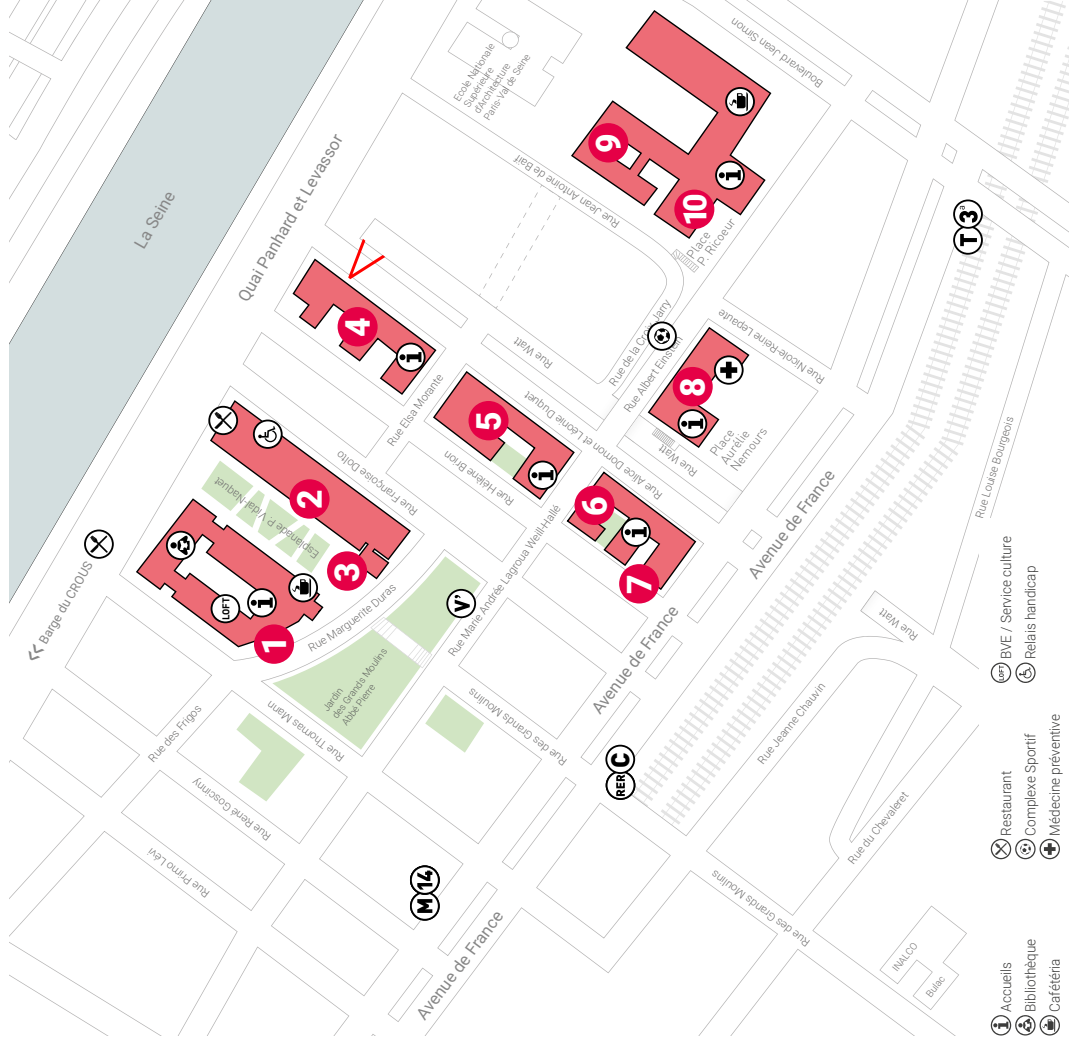 La Seine
Quai Panhard et Levassor
<< Barge du CROUS
Ecole Nationale
Supérieure
d'Architecture
Paris-Val de Seine
Boulevard Jean Simon
Rue Jean Antoine de Baïf
9
10
Place
P. Ricoeur
4
Rue Watt
Rue Elsa Morante
Rue Françoise Dolto
2
Esplanade P. Vidal-Naquet
3
LOFT
1
Rue Marguerite Duras
5
Rue Hélène Brion
Rue Alice Domon et Léonie Duquet
Rue de la Croix Jarry
Rue Albert Einstein
Rue Nicole-Reine Lepaute
8
Rue Watt
Place
Aurélie
Nemours
6
7
Rue Marie Andrée Lagroua Weill-Hallé
V'
Jardin
des Grands Moulins
Abbé Pierre
Rue Thomas Mann
Rue des Frigos
Rue René Goscinny
Rue Primo Lévi
Rue des Grands Moulins
Avenue de France
Avenue de France
Avenue de France
T 3a
RER C
M 14
Rue Louise Bourgeois
Rue Watt
Rue Jeanne Chauvin
Rue du Chevaleret
Rue des Grands Moulins
INALCO
Bulac
Accueils
Bibliothèque
Cafétéria
Restaurant
Complexe Sportif
Médecine préventive
LOFT BVE / Service culture
Relais handicap